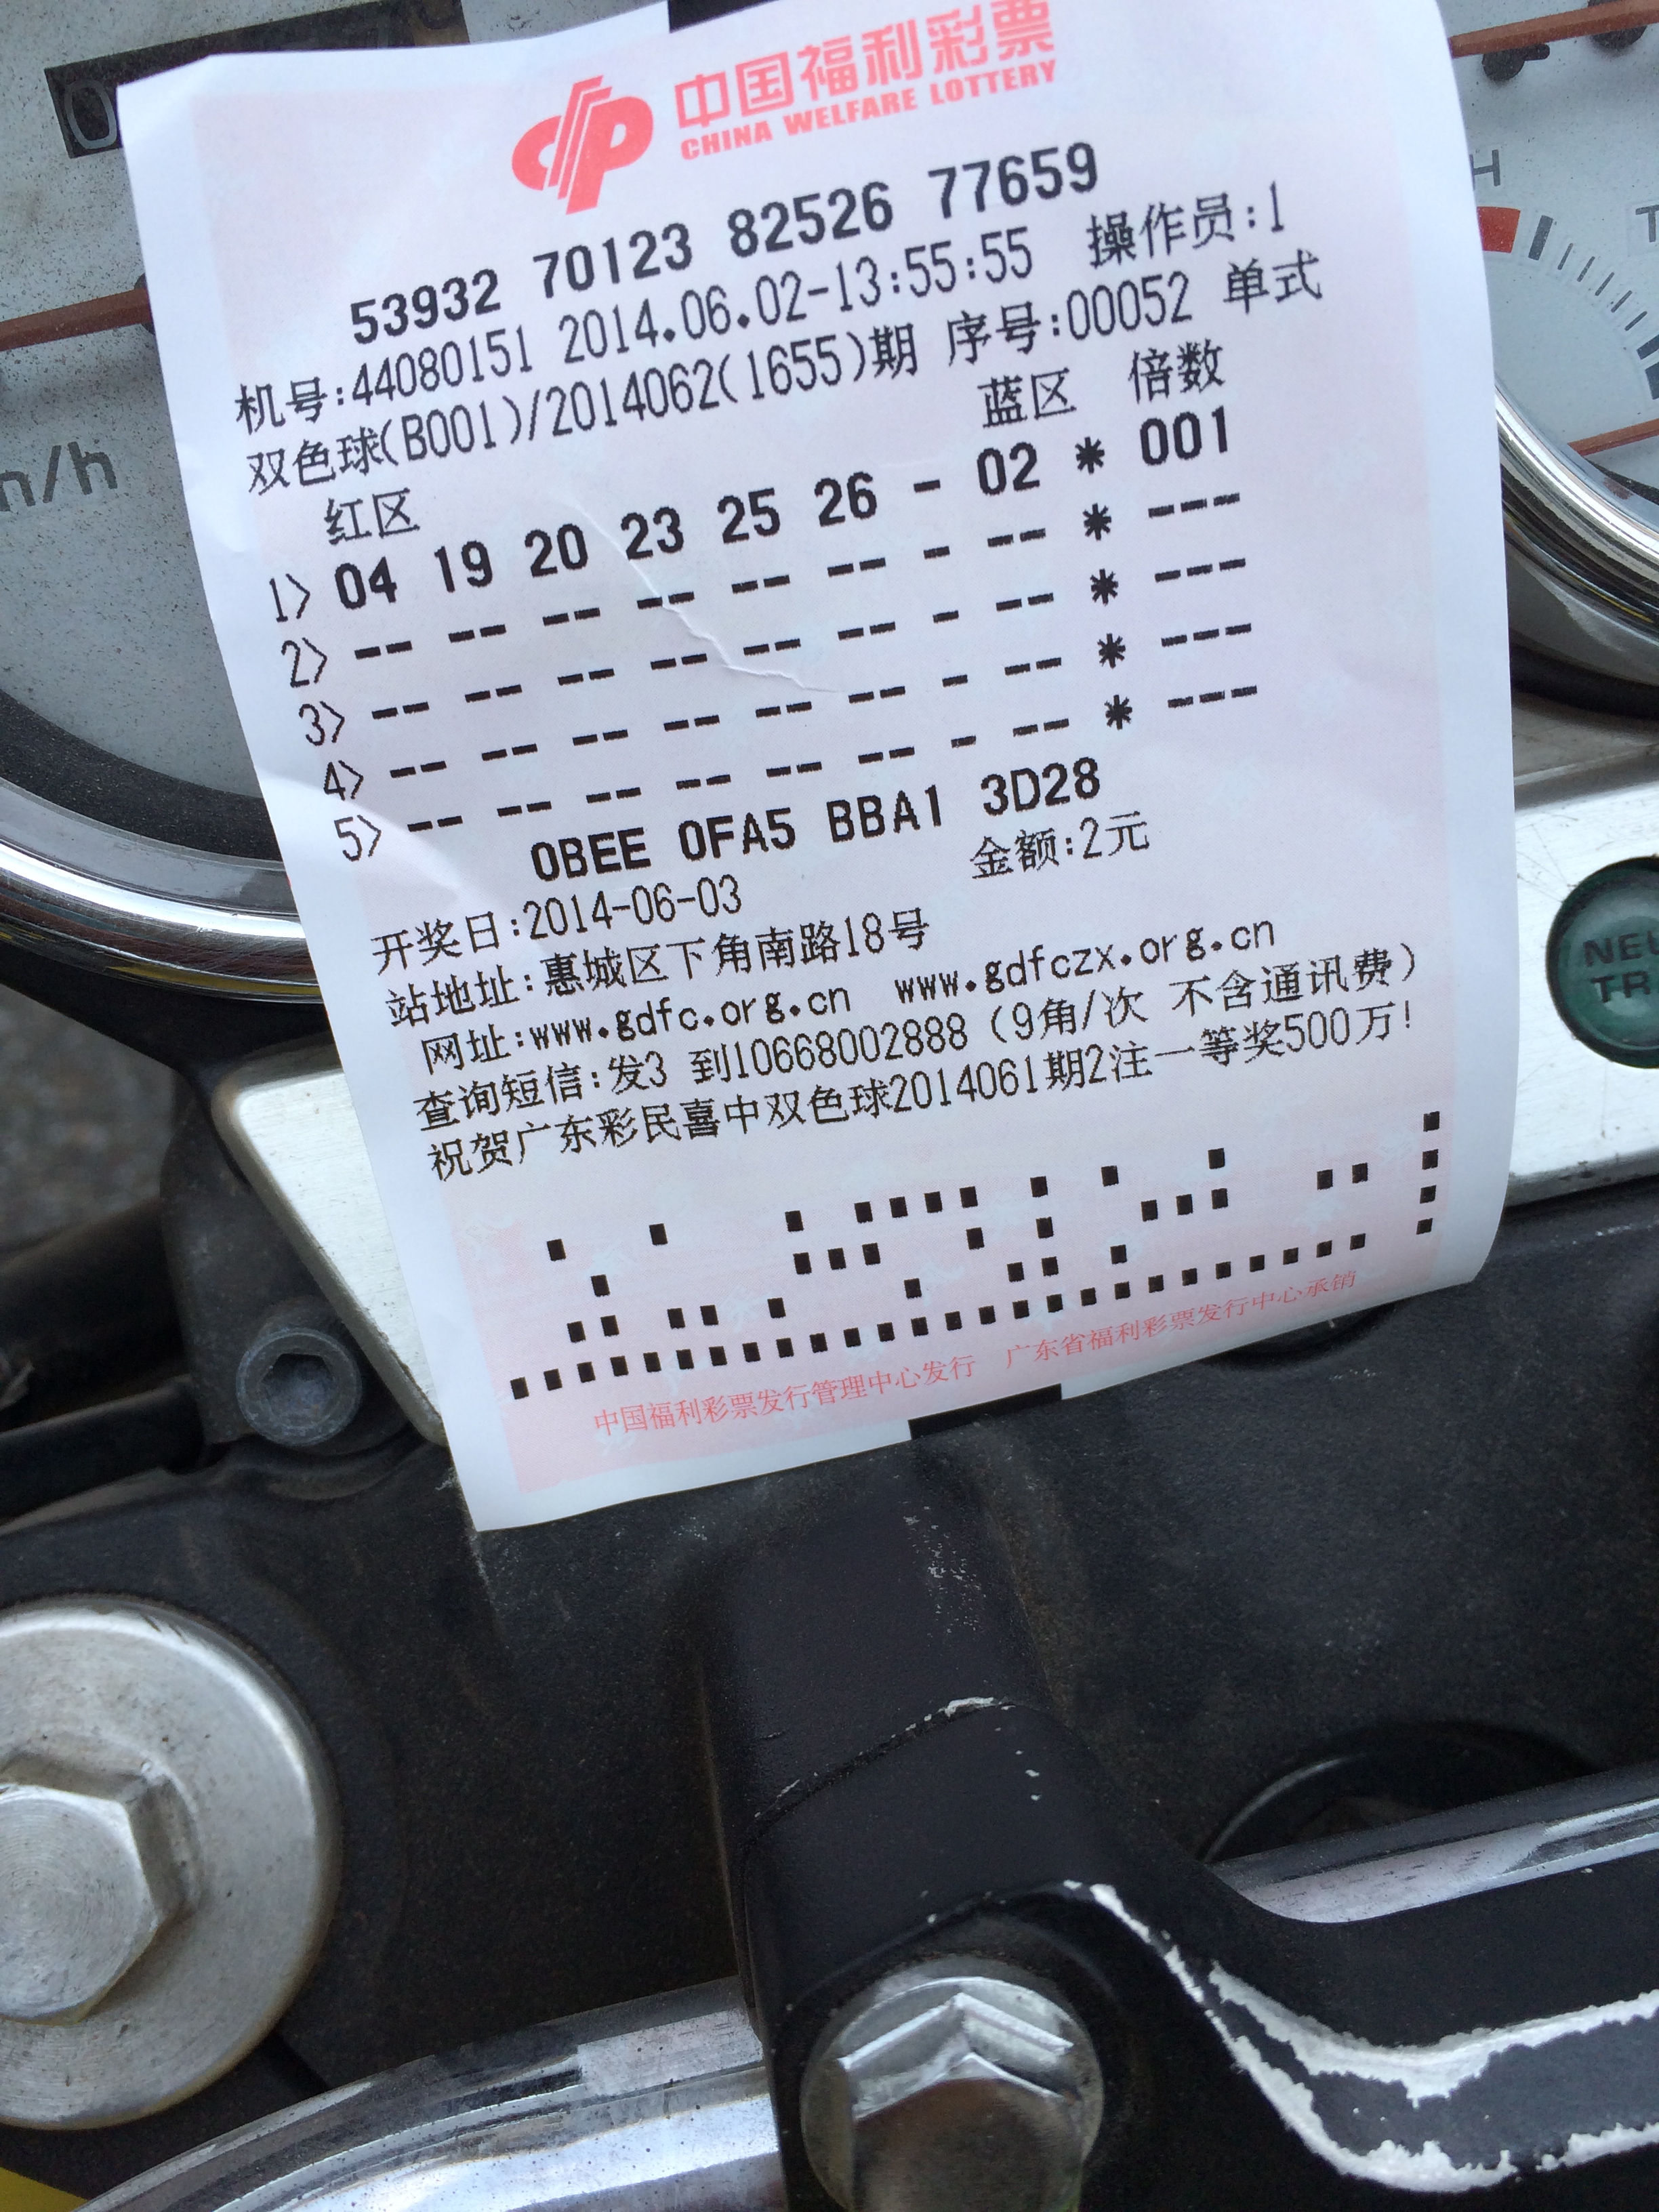 中国福利彩票
CHINA WELFARE LOTTERY
53932 70123 82526 77659
机号:44080151 2014.06.02-13:55:55 操作员:1
双色球(B001)/2014062(1655)期 序号:00052 单式
红区 蓝区 倍数
1> 04 19 20 23 25 26 - 02 * 001
2> -- -- -- -- -- -- - -- * ---
3> -- -- -- -- -- -- - -- * ---
4> -- -- -- -- -- -- - -- * ---
5> -- -- -- -- -- -- - -- * ---
0BEE 0FA5 BBA1 3D28
开奖日:2014-06-03 金额:2元
站地址:惠城区下角南路18号
网址:www.gdfc.org.cn www.gdfczx.org.cn
查询短信:发3 到10668002888(9角/次 不含通讯费)
祝贺广东彩民喜中双色球2014061期2注一等奖500万!
中国福利彩票发行管理中心发行 广东省福利彩票发行中心承销